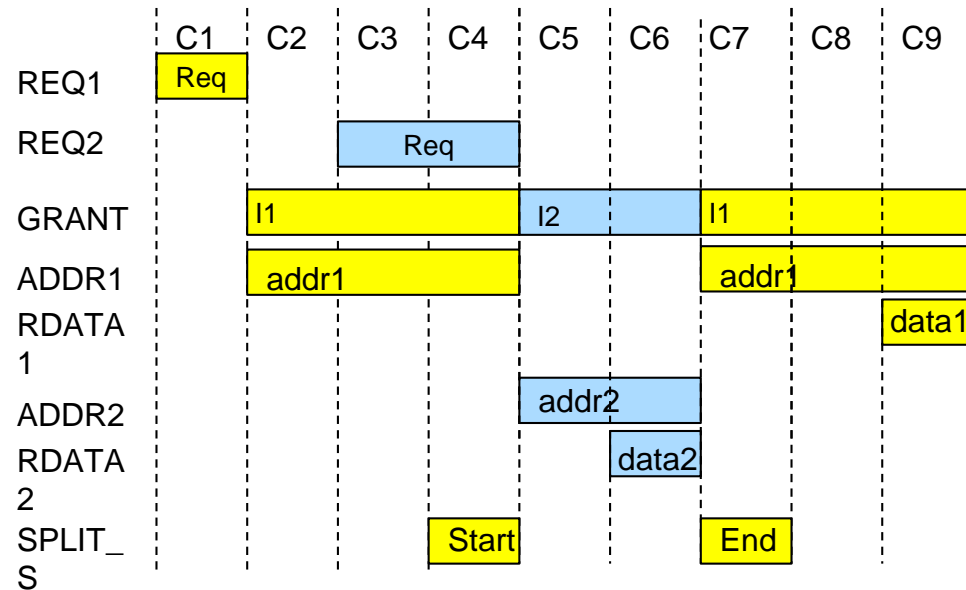 C1 C2 C3 C4 C5 C6 C7 C8 C9
REQ1 Req
REQ2 Req
GRANT I1 I2 I1
ADDR1 addr1 addr1
RDATA data1
1
ADDR2 addr2
RDATA data2
2
SPLIT_ Start End
S